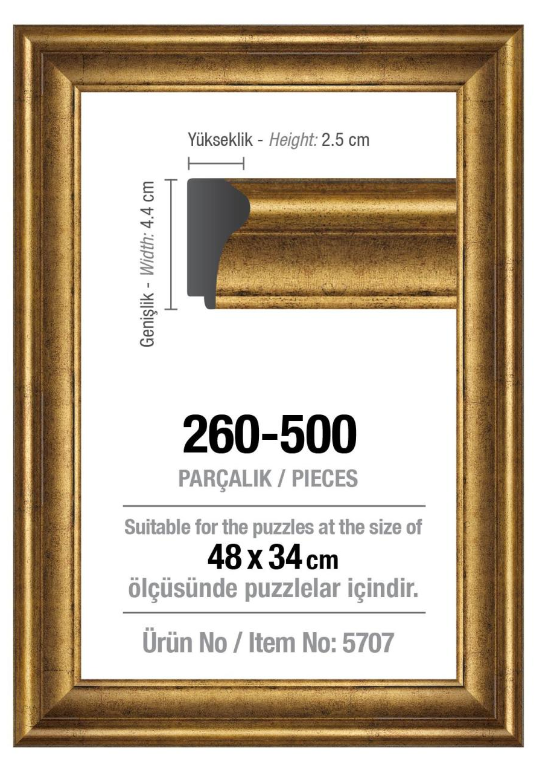 Yükseklik - Height: 2.5 cm
Genişlik - Width: 4.4 cm
260-500
PARÇALIK / PIECES
Suitable for the puzzles at the size of
48 x 34 cm
ölçüsünde puzzlelar içindir.
Ürün No / Item No: 5707